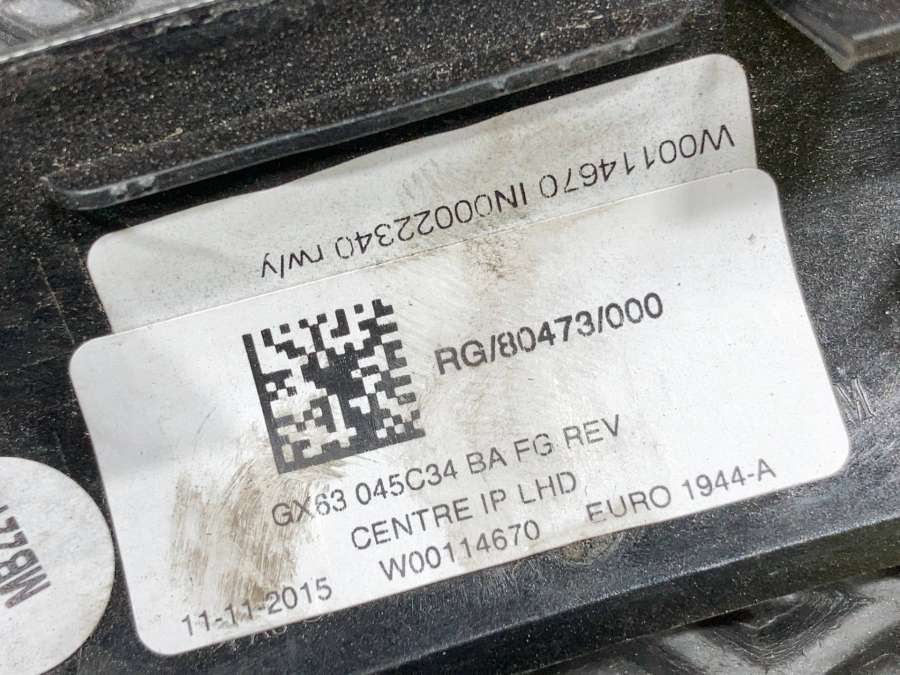 W00114670 IN00022340 rwly
RG/80473/000
GX63 045C34 BA FG REV
CENTRE IP LHD
W00114670 EURO 1944-A
11-11-2015
M